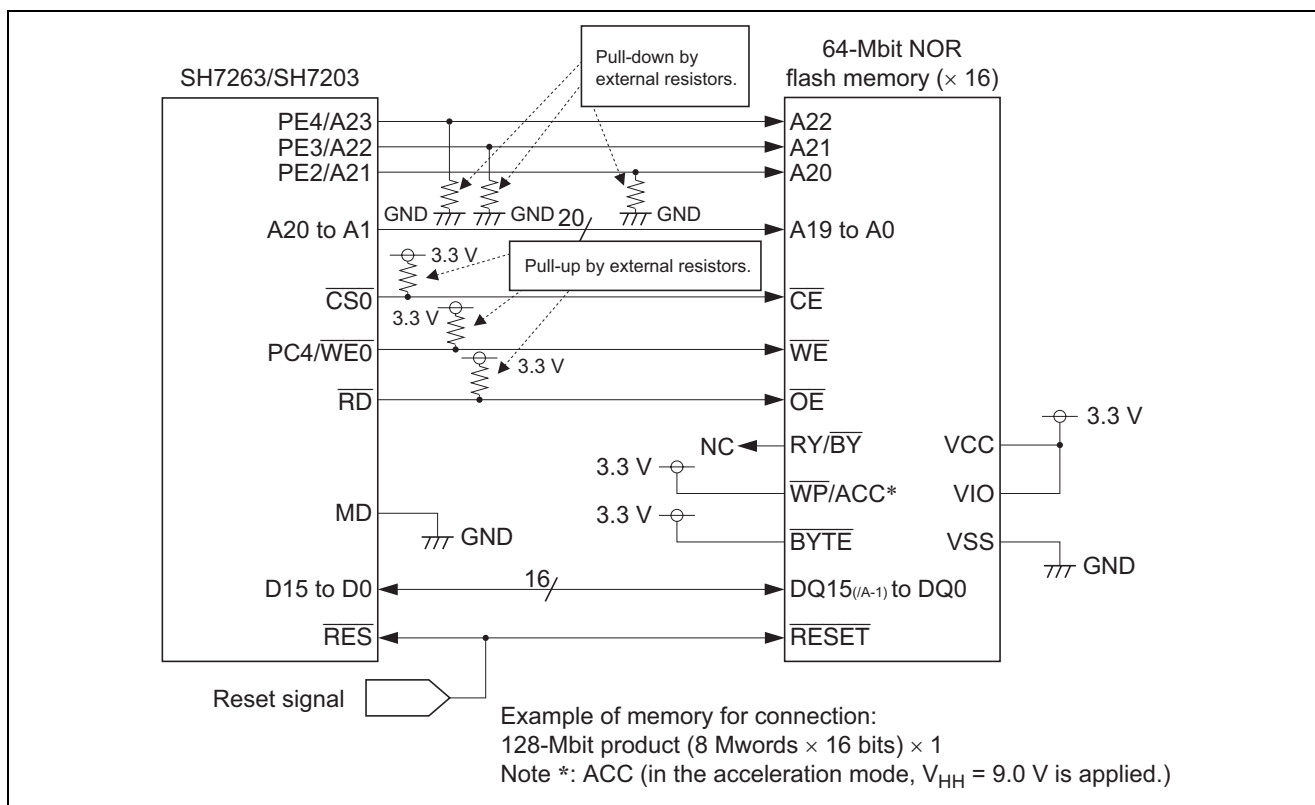 SH7263/SH7203
64-Mbit NOR
flash memory (× 16)
Pull-down by
external resistors.
PE4/A23
A22
PE3/A22
A21
PE2/A21
A20
GND
GND
GND
A20 to A1
20
A19 to A0
3.3 V
Pull-up by external resistors.
CS0
CE
3.3 V
PC4/WE0
WE
3.3 V
RD
OE
3.3 V
NC
RY/BY
VCC
3.3 V
WP/ACC*
VIO
MD
GND
3.3 V
BYTE
VSS
GND
D15 to D0
16
DQ15(/A-1) to DQ0
RES
RESET
Reset signal
Example of memory for connection:
128-Mbit product (8 Mwords × 16 bits) × 1
Note *: ACC (in the acceleration mode, VHH = 9.0 V is applied.)